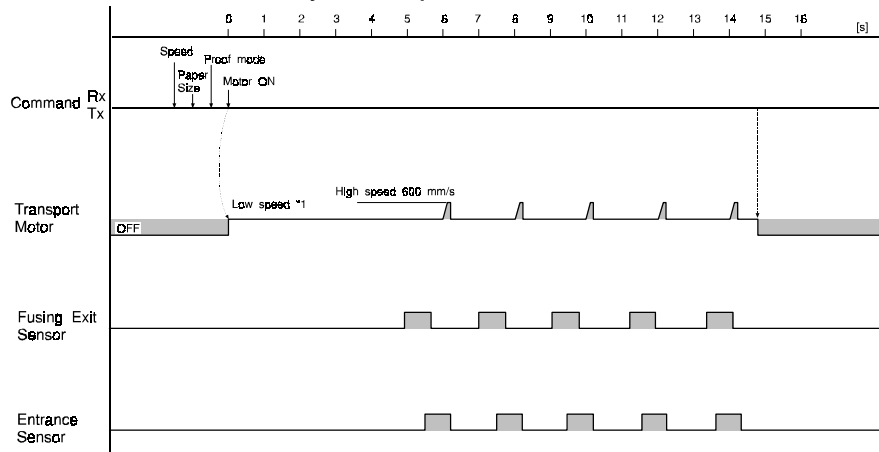 0 1 2 3 4 5 6 7 8 9 10 11 12 13 14 15 16 [s]
Speed
Proof mode
Paper
Size
Motor ON
Command Rx
Tx
High speed 600 mm/s
Low speed *1
Transport
Motor
OFF
Fusing Exit
Sensor
Entrance
Sensor